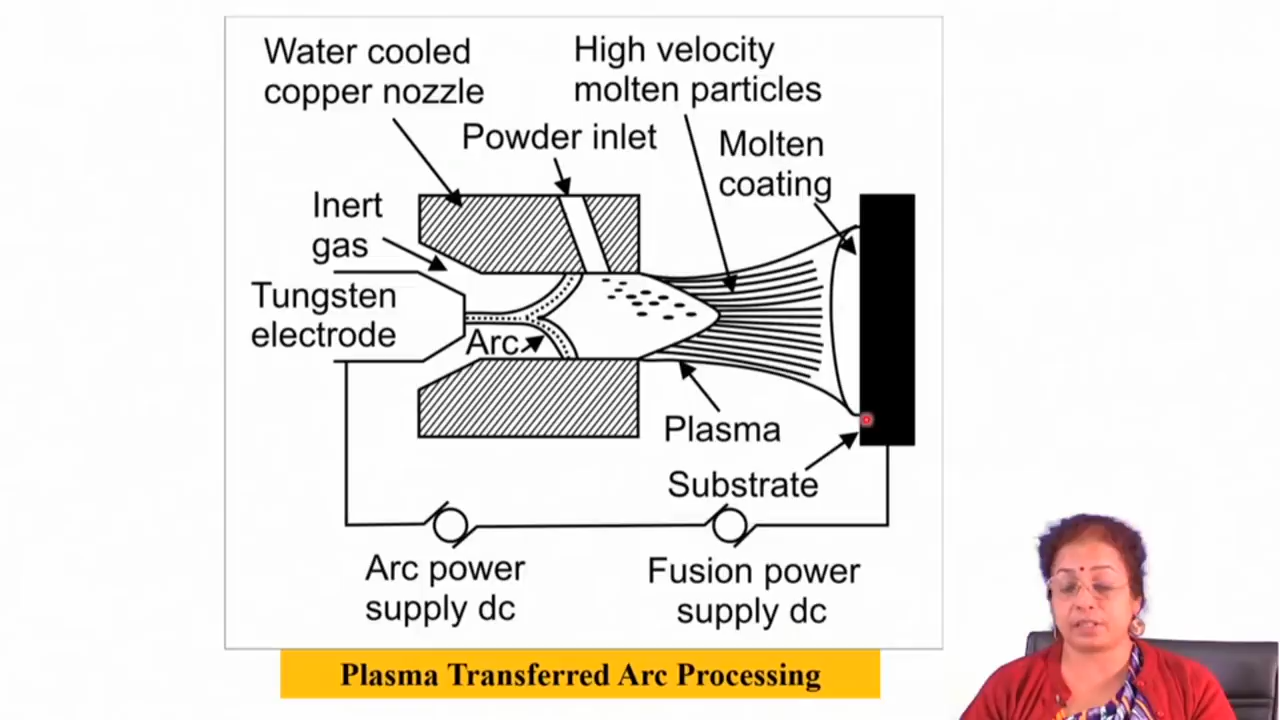 Water cooled
copper nozzle
High velocity
molten particles
Powder inlet
Molten
coating
Inert
gas
Tungsten
electrode
Arc
Plasma
Substrate
Arc power
supply dc
Fusion power
supply dc
Plasma Transferred Arc Processing